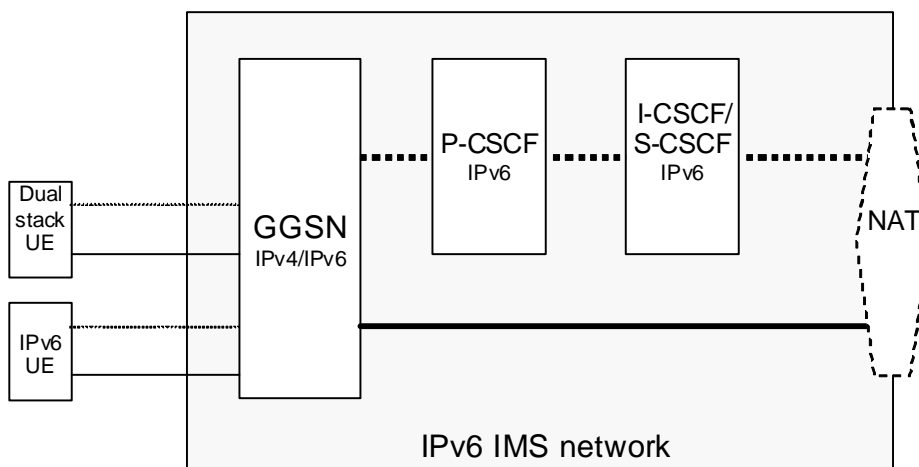 P-CSCF
IPv6
I-CSCF/
S-CSCF
IPv6
Dual
stack
UE
GGSN
IPv4/IPv6
NAT
IPv6
UE
IPv6 IMS network